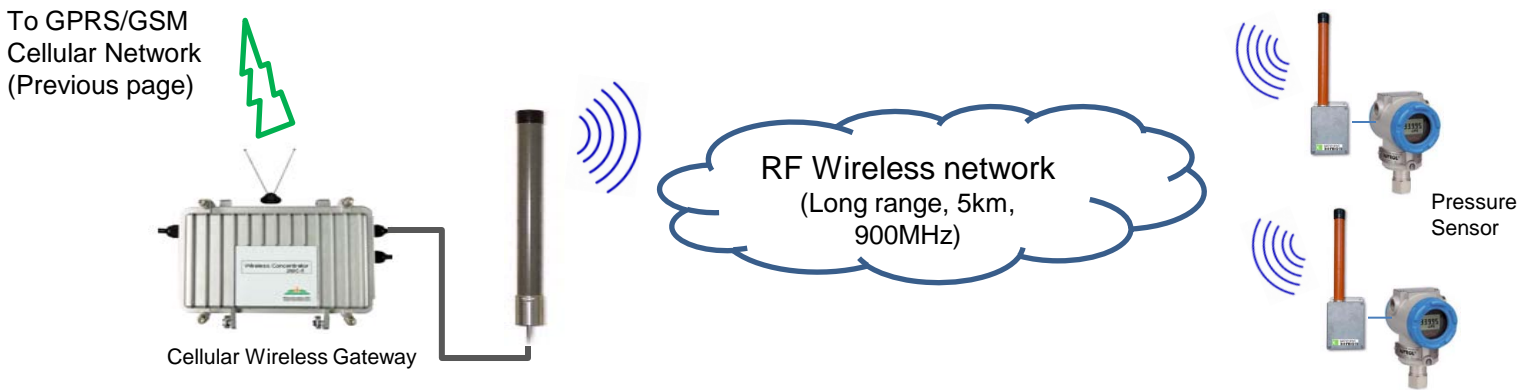 To GPRS/GSM
Cellular Network
(Previous page)
RF Wireless network
(Long range, 5km,
900MHz)
Pressure
Sensor
Wireless Concentrator
Cellular Wireless Gateway